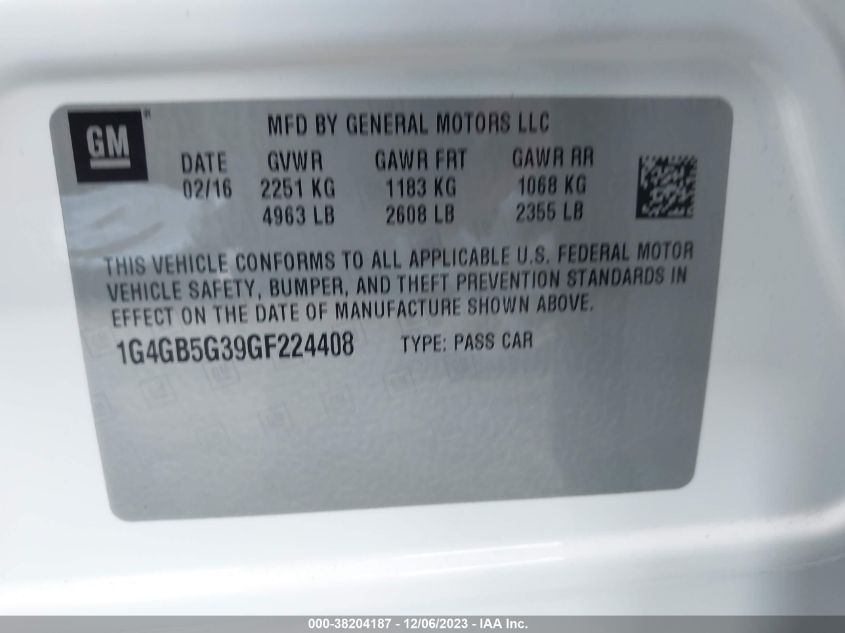 GM ®
MFD BY GENERAL MOTORS LLC
DATE GVWR GAWR FRT GAWR RR
02/16 2251 KG 1183 KG 1068 KG
4963 LB 2608 LB 2355 LB
THIS VEHICLE CONFORMS TO ALL APPLICABLE U.S. FEDERAL MOTOR
VEHICLE SAFETY, BUMPER, AND THEFT PREVENTION STANDARDS IN
EFFECT ON THE DATE OF MANUFACTURE SHOWN ABOVE.
1G4GB5G39GF224408 TYPE: PASS CAR
000-38204187 - 12/06/2023 - IAA Inc.